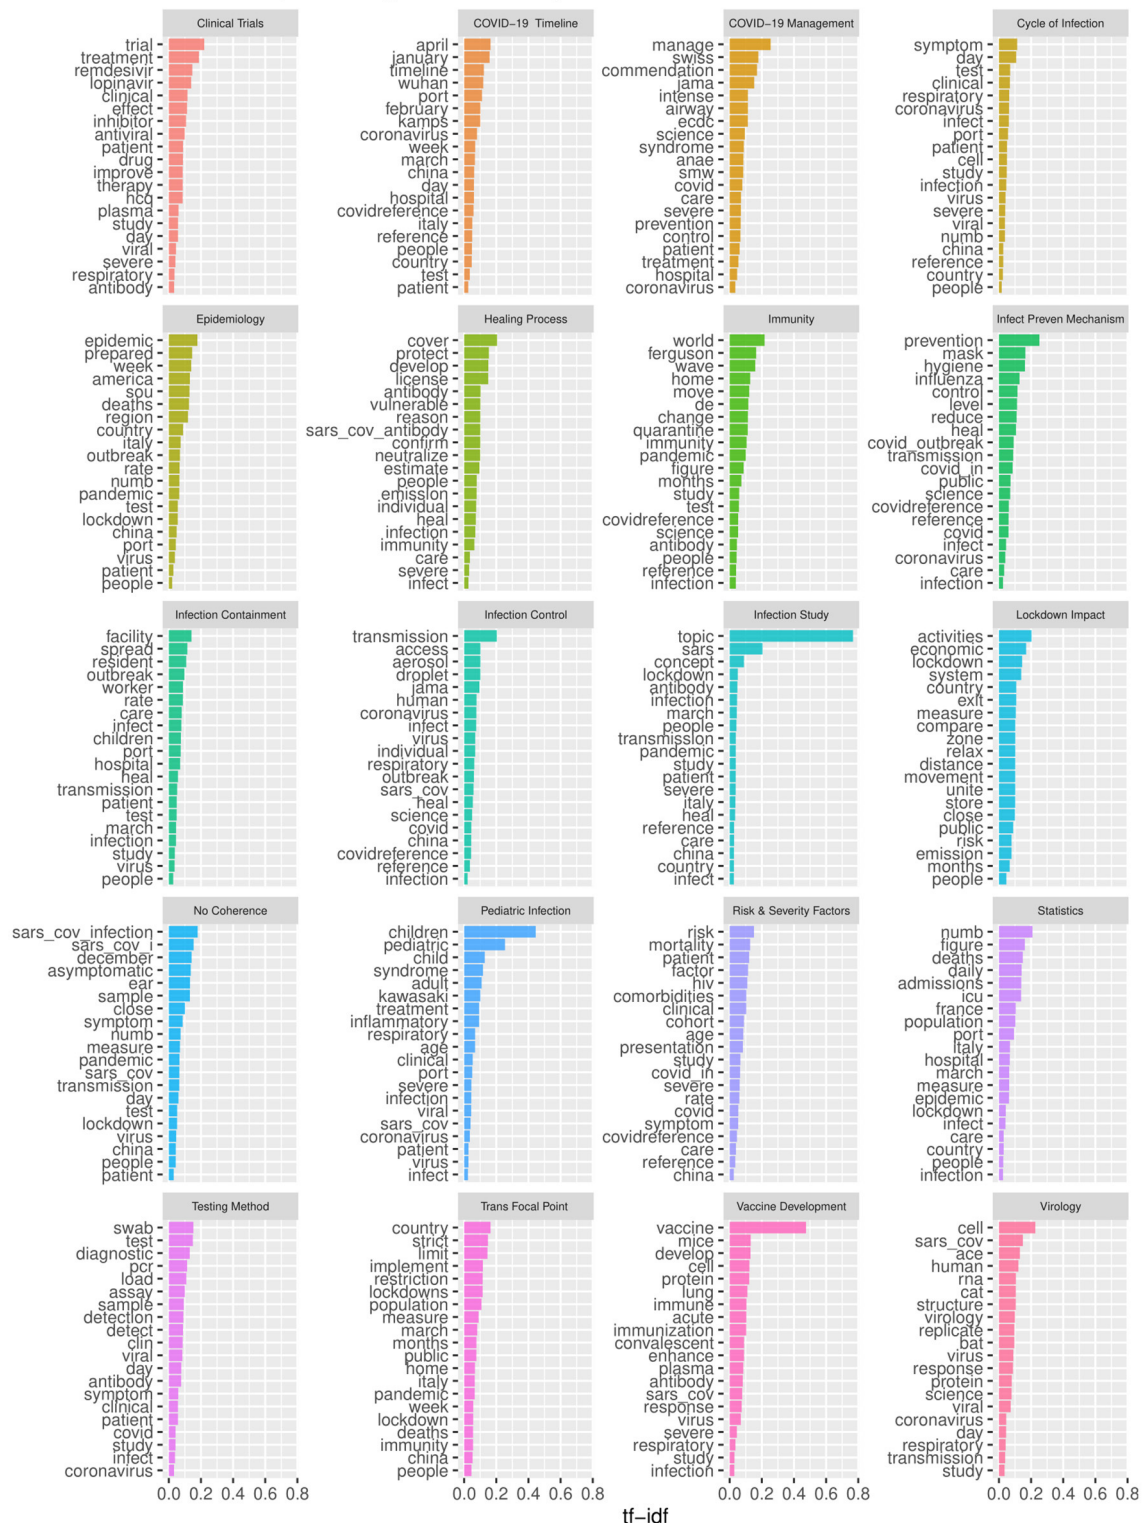 Clinical Trials
trial
treatment
remdesivir
lopinavir
clinical
effect
inhibitor
antiviral
patient
drug
improve
therapy
hcq
plasma
study
day
viral
severe
respiratory
antibody
COVID−19 Timeline
april
january
timeline
wuhan
port
february
kamps
coronavirus
week
march
china
day
hospital
covidreference
italy
reference
people
country
test
patient
COVID−19 Management
manage
swiss
commendation
jama
intense
airway
ecdc
science
syndrome
anae
smw
covid
care
severe
prevention
control
patient
treatment
hospital
coronavirus
Cycle of Infection
symptom
day
test
clinical
respiratory
coronavirus
infect
port
patient
cell
study
infection
virus
severe
viral
numb
china
reference
country
people
Epidemiology
epidemic
prepared
week
america
sou
deaths
region
country
italy
outbreak
rate
numb
pandemic
test
lockdown
china
port
virus
patient
people
Healing Process
cover
protect
develop
license
antibody
vulnerable
reason
sars_cov_antibody
confirm
neutralize
estimate
people
emission
individual
heal
infection
immunity
care
severe
infect
Immunity
world
ferguson
wave
home
move
de
change
quarantine
immunity
pandemic
figure
months
study
test
covidreference
science
antibody
people
reference
infection
Infect Preven Mechanism
prevention
mask
hygiene
influenza
control
level
reduce
heal
covid_outbreak
transmission
covid_in
public
science
covidreference
reference
covid
infect
coronavirus
care
infection
Infection Containment
facility
spread
resident
outbreak
worker
rate
care
infect
children
port
hospital
heal
transmission
patient
test
march
infection
study
virus
people
Infection Control
transmission
access
aerosol
droplet
jama
human
coronavirus
infect
virus
individual
respiratory
outbreak
sars_cov
heal
science
covid
china
covidreference
reference
infection
Infection Study
topic
sars
concept
lockdown
antibody
infection
march
people
transmission
pandemic
study
patient
severe
italy
heal
reference
care
china
country
infect
Lockdown Impact
activities
economic
lockdown
system
country
exit
measure
compare
zone
relax
distance
movement
unite
store
close
public
risk
emission
months
people
No Coherence
sars_cov_infection
sars_cov_i
december
asymptomatic
ear
sample
close
symptom
numb
measure
pandemic
sars_cov
transmission
day
test
lockdown
virus
china
people
patient
Pediatric Infection
children
pediatric
child
syndrome
adult
kawasaki
treatment
inflammatory
respiratory
age
clinical
port
severe
infection
viral
sars_cov
coronavirus
patient
virus
infect
Risk & Severity Factors
risk
mortality
patient
factor
hiv
comorbidities
clinical
cohort
age
presentation
study
covid_in
severe
rate
covid
symptom
covidreference
care
reference
china
Statistics
numb
figure
deaths
daily
admissions
icu
france
population
port
italy
hospital
march
measure
epidemic
lockdown
infect
care
country
people
infection
Testing Method
swab
test
diagnostic
pcr
load
assay
sample
detection
detect
clin
viral
day
antibody
symptom
clinical
patient
covid
study
infect
coronavirus
Trans Focal Point
country
strict
limit
implement
restriction
lockdowns
population
measure
march
months
public
home
italy
pandemic
week
lockdown
deaths
immunity
china
people
Vaccine Development
vaccine
mice
develop
cell
protein
lung
immune
acute
immunization
convalescent
enhance
plasma
antibody
sars_cov
response
virus
severe
respiratory
study
infection
Virology
cell
sars_cov
ace
human
rna
cat
structure
virology
replicate
bat
virus
response
protein
science
viral
coronavirus
day
respiratory
transmission
study
0.0 0.2 0.4 0.6 0.8 0.0 0.2 0.4 0.6 0.8 0.0 0.2 0.4 0.6 0.8 0.0 0.2 0.4 0.6 0.8
tf−idf